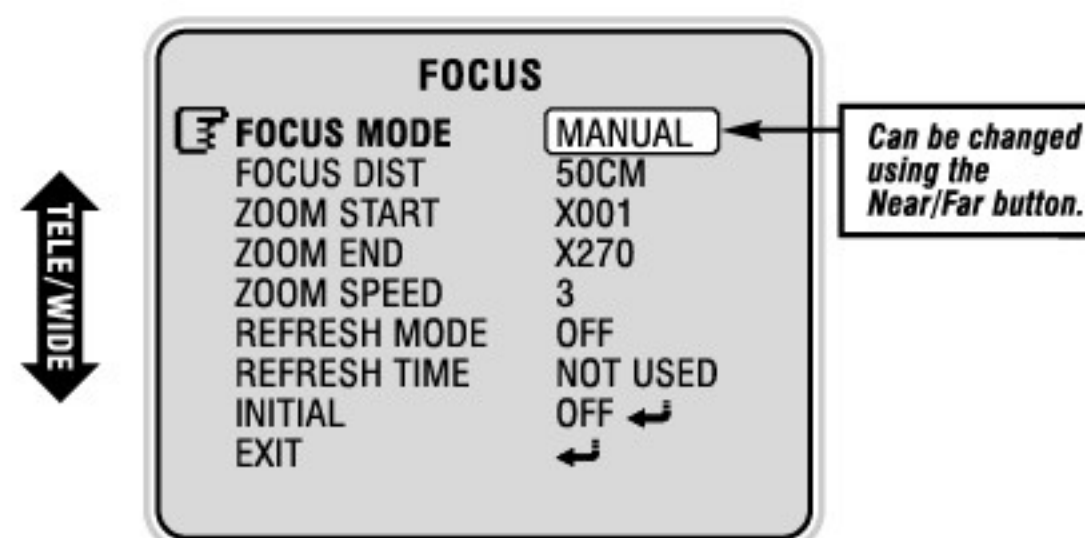 FOCUS
FOCUS MODE MANUAL
FOCUS DIST 50CM
ZOOM START X001
ZOOM END X270
ZOOM SPEED 3
REFRESH MODE OFF
REFRESH TIME NOT USED
INITIAL OFF
EXIT
TELE/WIDE
Can be changed
using the
Near/Far button.